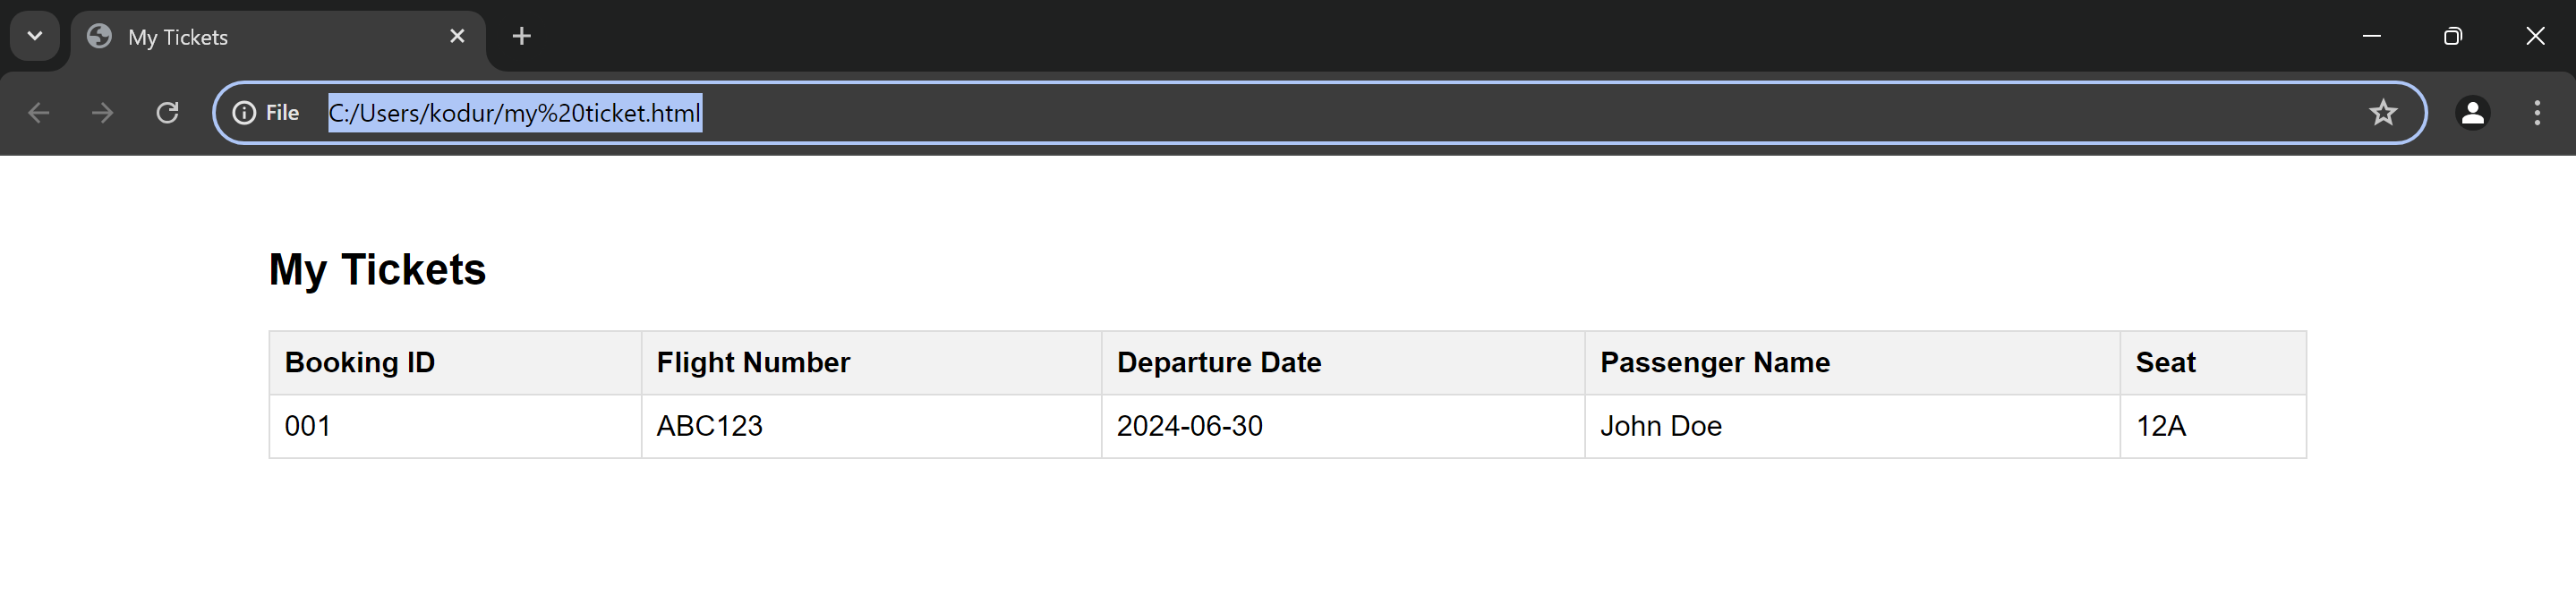 My Tickets
File C:/Users/kodur/my%20ticket.html
My Tickets
Booking ID Flight Number Departure Date Passenger Name Seat
001 ABC123 2024-06-30 John Doe 12A